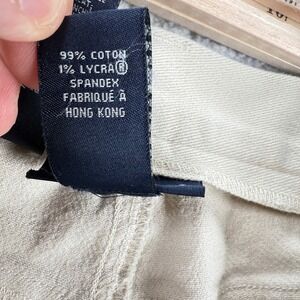 99% COTON
1% LYCRA®
SPANDEX
FABRIQUÉ À
HONG KONG